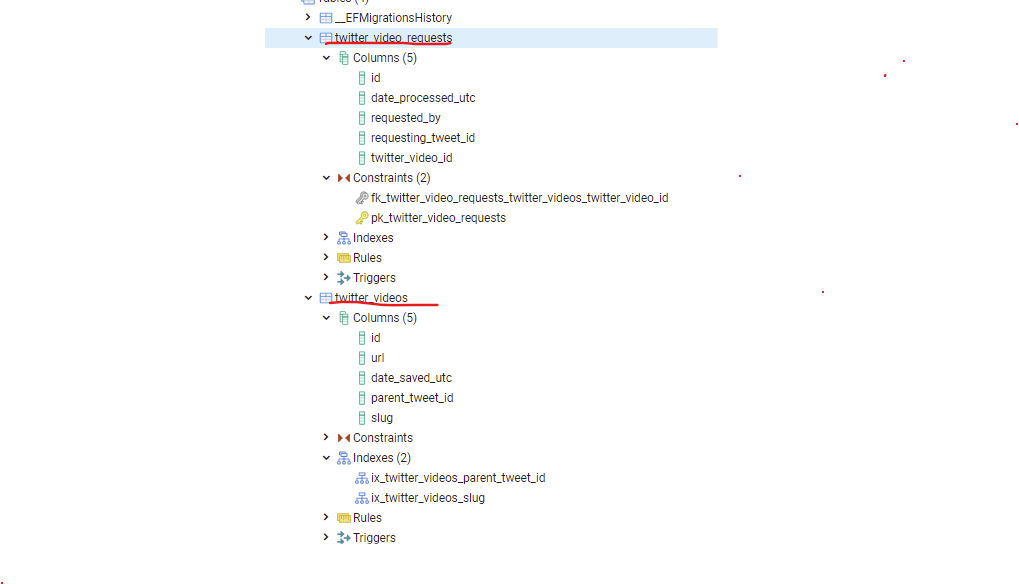 Tables (4)
__EFMigrationsHistory
twitter_video_requests
Columns (5)
id
date_processed_utc
requested_by
requesting_tweet_id
twitter_video_id
Constraints (2)
fk_twitter_video_requests_twitter_videos_twitter_video_id
pk_twitter_video_requests
Indexes
Rules
Triggers
twitter_videos
Columns (5)
id
url
date_saved_utc
parent_tweet_id
slug
Constraints
Indexes (2)
ix_twitter_videos_parent_tweet_id
ix_twitter_videos_slug
Rules
Triggers